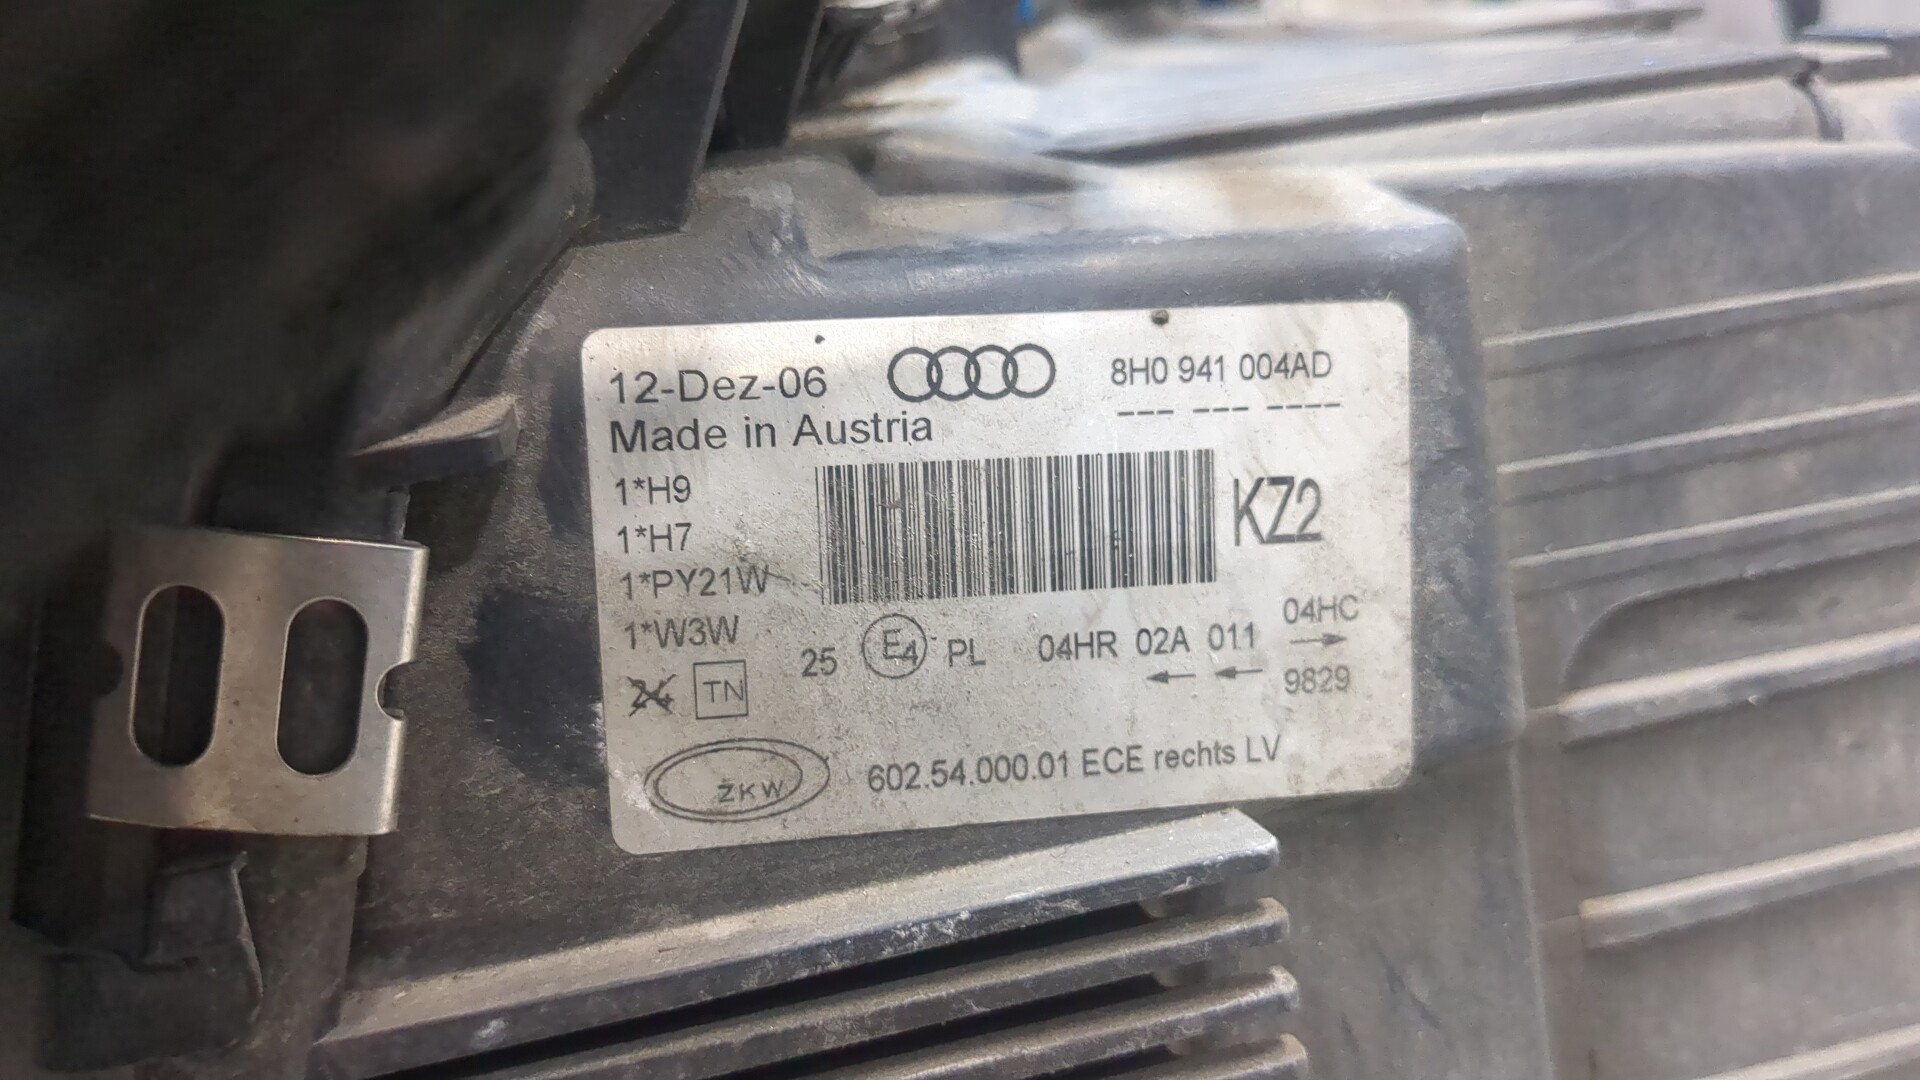 12-Dez-06
8H0 941 004AD
--- --- ----
Made in Austria
1*H9
1*H7
KZ2
1*PY21W
1*W3W
25 E4 PL 04HR 02A 011 04HC
→
← ← 9829
24 TN
ZKW
602.54.000.01 ECE rechts LV